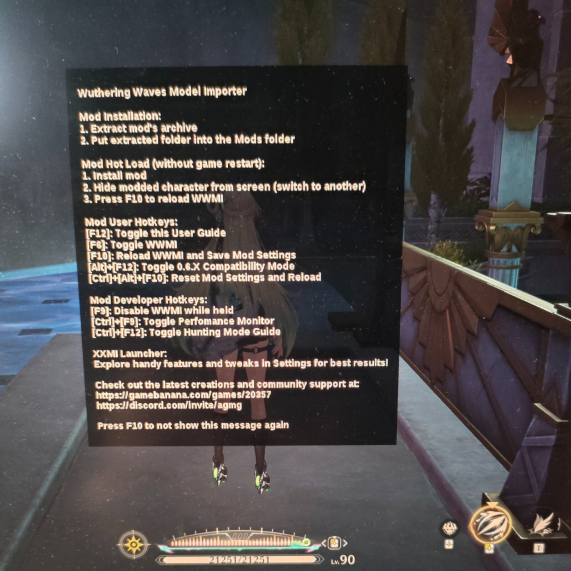 Wuthering Waves Model Importer
Mod Installation:
1. Extract mod's archive
2. Put extracted folder into the Mods folder
Mod Hot Load (without game restart):
1. Install mod
2. Hide modded character from screen (switch to another)
3. Press F10 to reload WWMI
Mod User Hotkeys:
[F12]: Toggle this User Guide
[F6]: Toggle WWMI
[F10]: Reload WWMI and Save Mod Settings
[Alt]+[F12]: Toggle 0.6.X Compatibility Mode
[Ctrl]+[Alt]+[F10]: Reset Mod Settings and Reload
Mod Developer Hotkeys:
[F9]: Disable WWMI while held
[Ctrl]+[F9]: Toggle Perfomance Monitor
[Ctrl]+[F12]: Toggle Hunting Mode Guide
XXMI Launcher:
Explore handy features and tweaks in Settings for best results!
Check out the latest creations and community support at:
https://gamebanana.com/games/20357
https://discord.com/invite/agmg
Press F10 to not show this message again
21251/21251
Lv.90